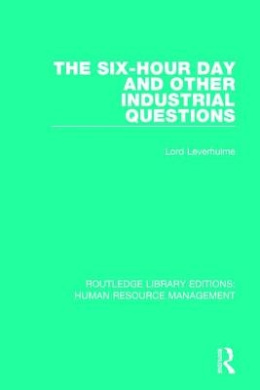 THE SIX-HOUR DAY
AND OTHER
INDUSTRIAL
QUESTIONS
Lord Leverhulme
ROUTLEDGE LIBRARY EDITIONS:
HUMAN RESOURCE MANAGEMENT